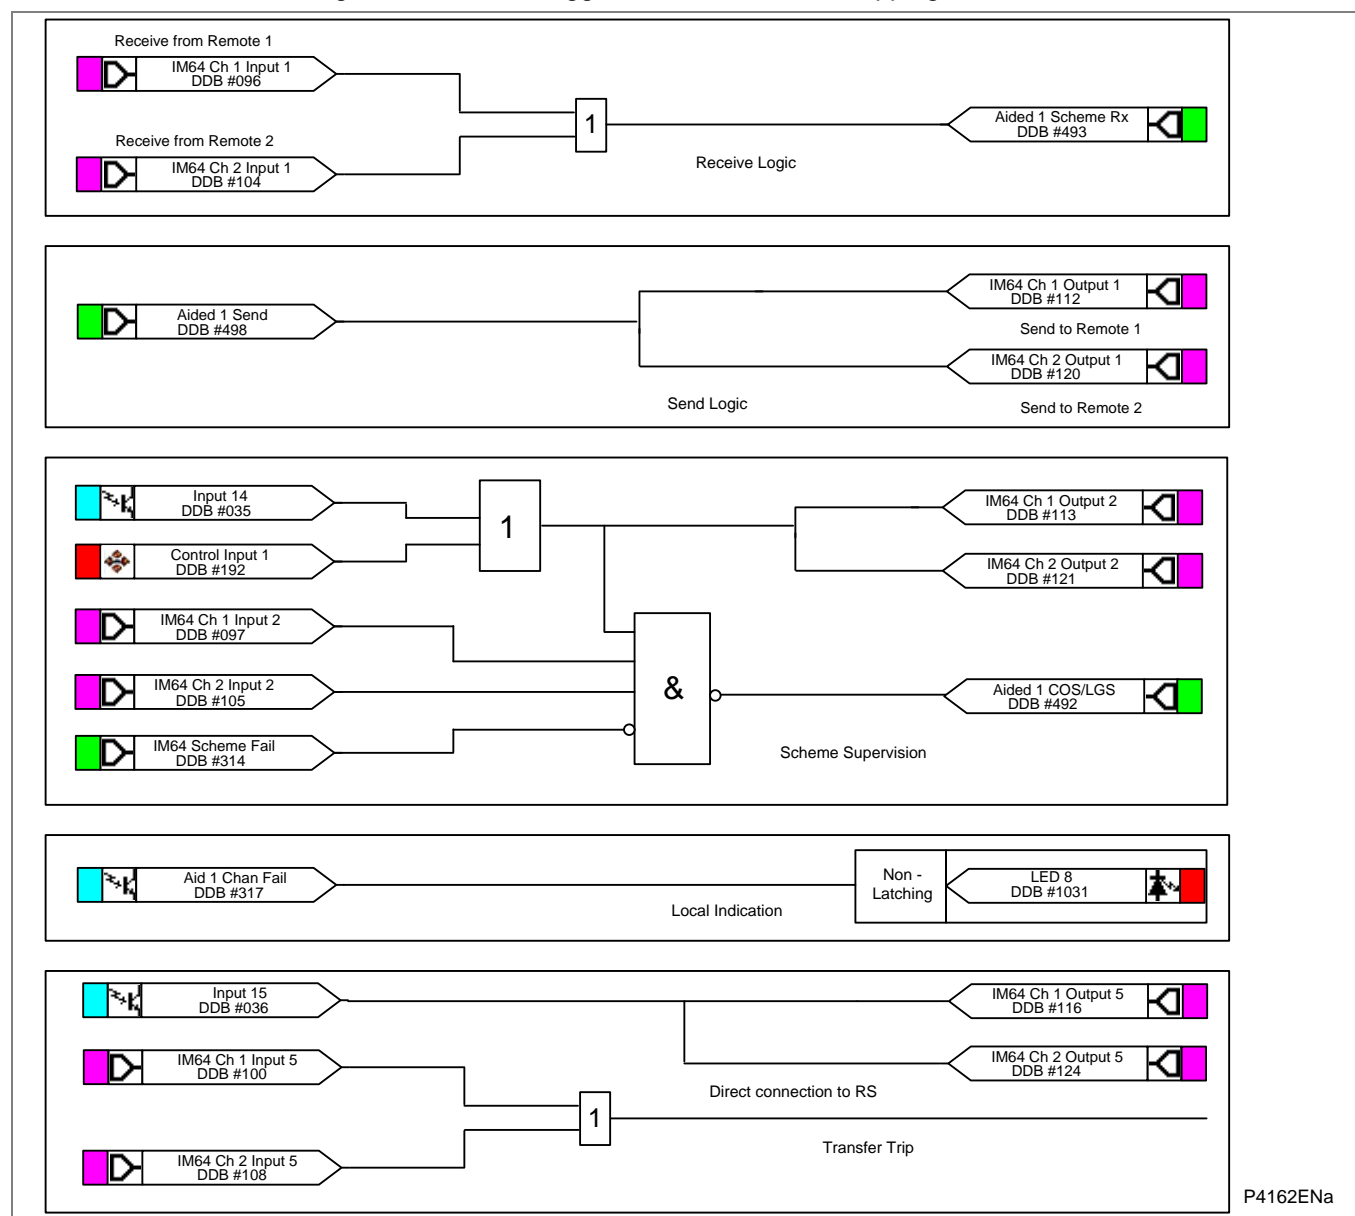 Receive from Remote 1
IM64 Ch 1 Input 1
DDB #096
Receive from Remote 2
IM64 Ch 2 Input 1
DDB #104
1
Receive Logic
Aided 1 Scheme Rx
DDB #493
Aided 1 Send
DDB #498
Send Logic
IM64 Ch 1 Output 1
DDB #112
Send to Remote 1
IM64 Ch 2 Output 1
DDB #120
Send to Remote 2
Input 14
DDB #035
Control Input 1
DDB #192
IM64 Ch 1 Input 2
DDB #097
IM64 Ch 2 Input 2
DDB #105
IM64 Scheme Fail
DDB #314
1
&
IM64 Ch 1 Output 2
DDB #113
IM64 Ch 2 Output 2
DDB #121
Aided 1 COS/LGS
DDB #492
Scheme Supervision
Aid 1 Chan Fail
DDB #317
Local Indication
Non -
Latching
LED 8
DDB #1031
Input 15
DDB #036
IM64 Ch 1 Input 5
DDB #100
IM64 Ch 2 Input 5
DDB #108
1
IM64 Ch 1 Output 5
DDB #116
IM64 Ch 2 Output 5
DDB #124
Direct connection to RS
Transfer Trip
P4162ENa